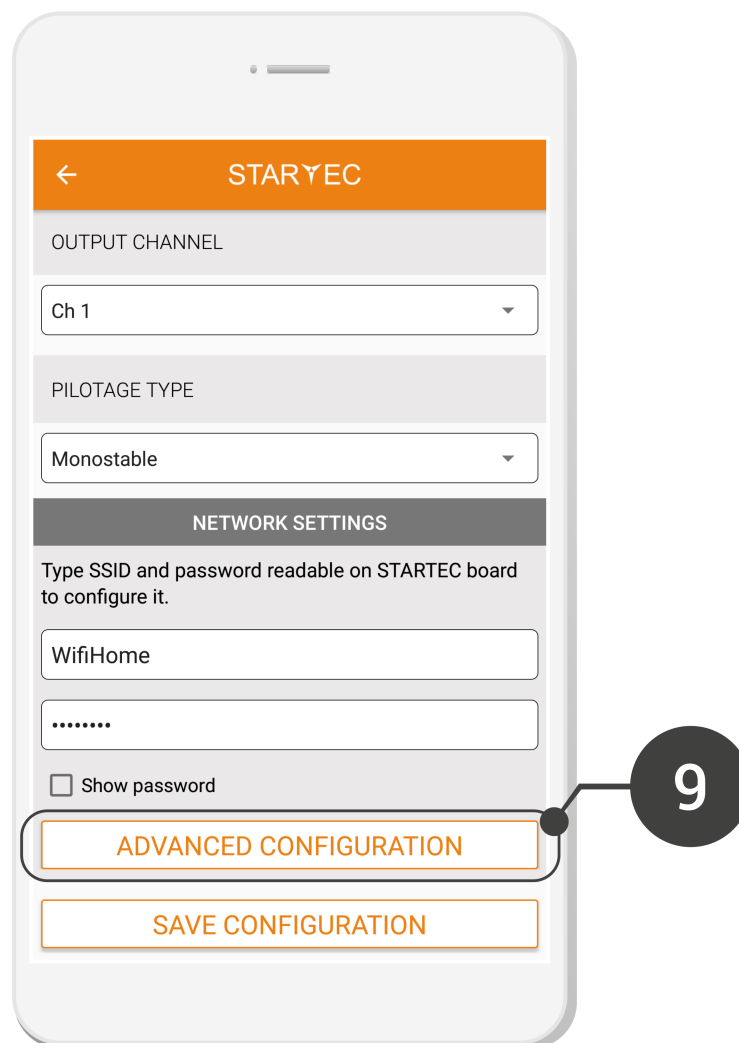 STARTEC
OUTPUT CHANNEL
Ch 1
PILOTAGE TYPE
Monostable
NETWORK SETTINGS
Type SSID and password readable on STARTEC board
to configure it.
WifiHome
••••••••
Show password
ADVANCED CONFIGURATION
9
SAVE CONFIGURATION